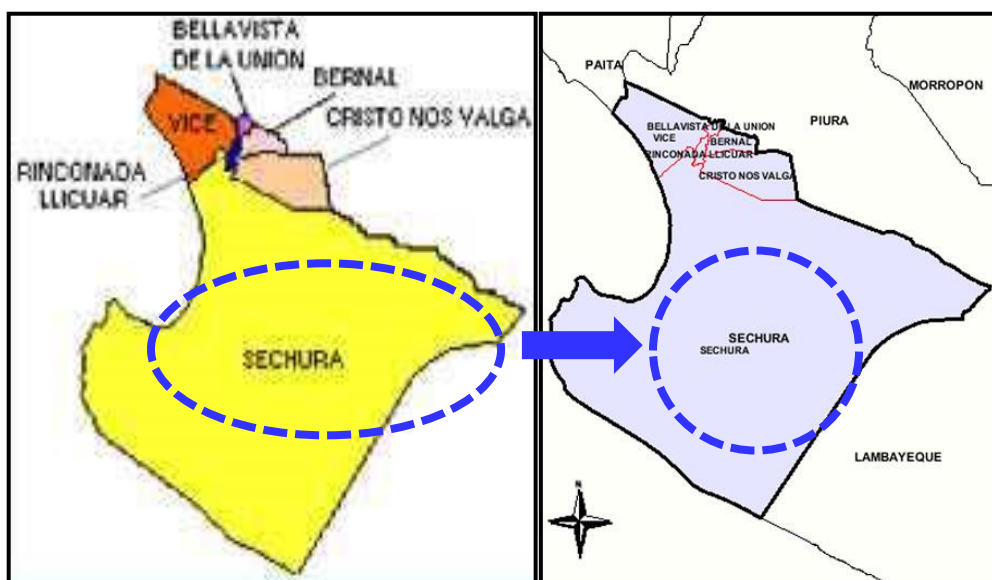 BELLAVISTA
DE LA UNION
BERNAL
VICE
CRISTO NOS VALGA
RINCONADA
LLICUAR
SECHURA
PAITA
MORROPON
PIURA
BELLAVISTA DE LA UNION
VICE
BERNAL
RINCONADA LLICUAR
CRISTO NOS VALGA
SECHURA
SECHURA
LAMBAYEQUE
N